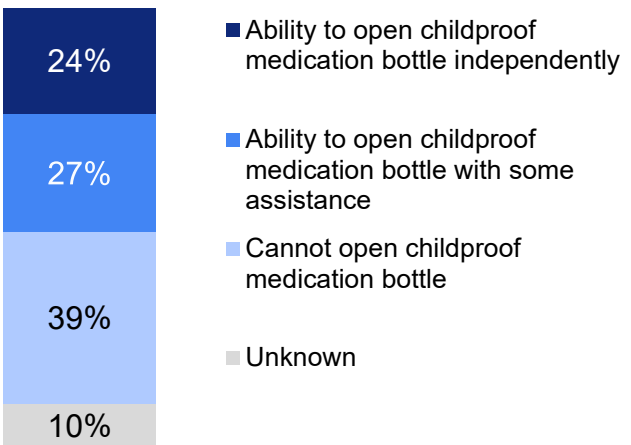 24%
Ability to open childproof
medication bottle independently
27%
Ability to open childproof
medication bottle with some
assistance
39%
Cannot open childproof
medication bottle
10%
Unknown